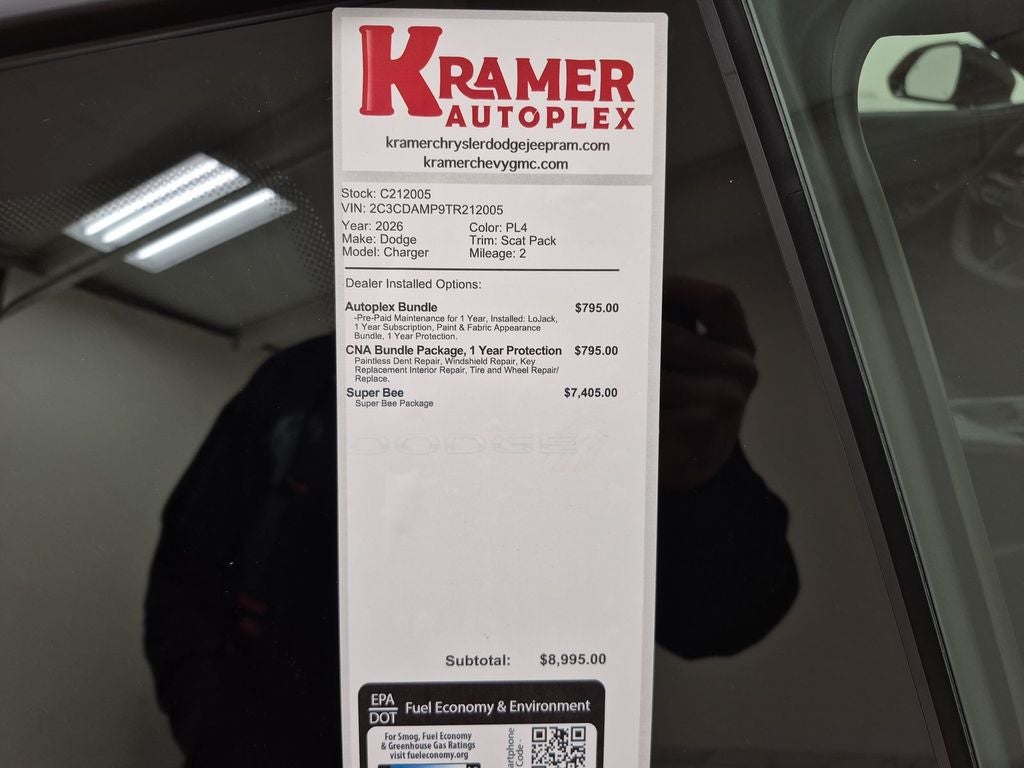 KRAMER
AUTOPLEX
kramerchryslerdodgejeepram.com
kramerchevygmc.com
Stock: C212005
VIN: 2C3CDAMP9TR212005
Year: 2026 Color: PL4
Make: Dodge Trim: Scat Pack
Model: Charger Mileage: 2
Dealer Installed Options:
Autoplex Bundle $795.00
-Pre-Paid Maintenance for 1 Year, Installed: LoJack,
1 Year Subscription, Paint & Fabric Appearance
Bundle, 1 Year Protection.
CNA Bundle Package, 1 Year Protection $795.00
Paintless Dent Repair, Windshield Repair, Key
Replacement Interior Repair, Tire and Wheel Repair/
Replace.
Super Bee $7,405.00
Super Bee Package
DODGE
Subtotal: $8,995.00
EPA
DOT Fuel Economy & Environment
For Smog, Fuel Economy
& Greenhouse Gas Ratings
visit fueleconomy.org